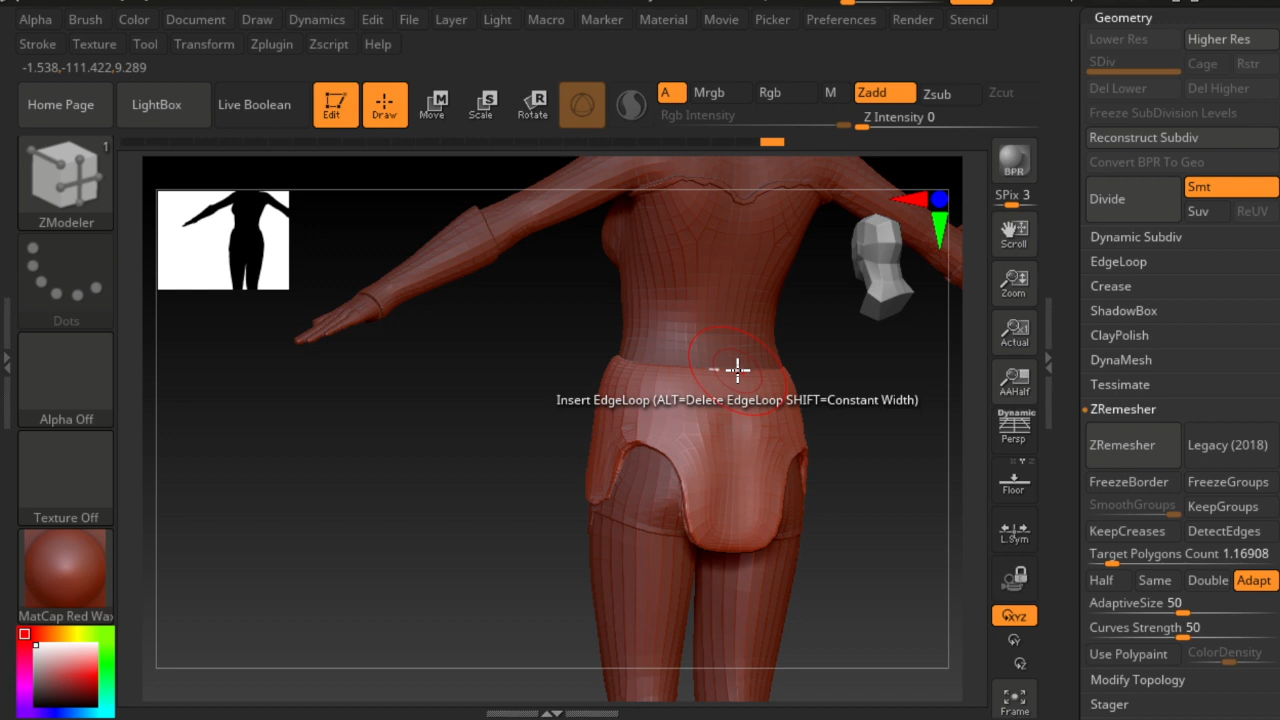 Alpha Brush Color Document Draw Dynamics Edit File Layer Light Macro Marker Material Movie Picker Preferences Render Stencil
Stroke Texture Tool Transform Zplugin Zscript Help
-1.538,-111.422,9.289
Home Page LightBox Live Boolean Edit Draw Move Scale Rotate
A Mrgb Rgb M Zadd Zsub Zcut
Rgb Intensity Z Intensity 0
1
ZModeler
Dots
Alpha Off
Texture Off
MatCap Red Wax
Insert EdgeLoop (ALT=Delete EdgeLoop SHIFT=Constant Width)
BPR
SPix 3
Scroll
Zoom
Actual
AAHalf
Dynamic
Persp
Floor
L.Sym
XYZ
Y
Z
Frame
Geometry
Lower Res Higher Res
SDiv Cage Rstr
Del Lower Del Higher
Freeze SubDivision Levels
Reconstruct Subdiv
Convert BPR To Geo
Divide Smt
Suv ReUV
Dynamic Subdiv
EdgeLoop
Crease
ShadowBox
ClayPolish
DynaMesh
Tessimate
ZRemesher
ZRemesher Legacy (2018)
FreezeBorder FreezeGroups
SmoothGroups KeepGroups
KeepCreases DetectEdges
Target Polygons Count 1.16908
Half Same Double Adapt
AdaptiveSize 50
Curves Strength 50
Use Polypaint ColorDensity
Modify Topology
Stager